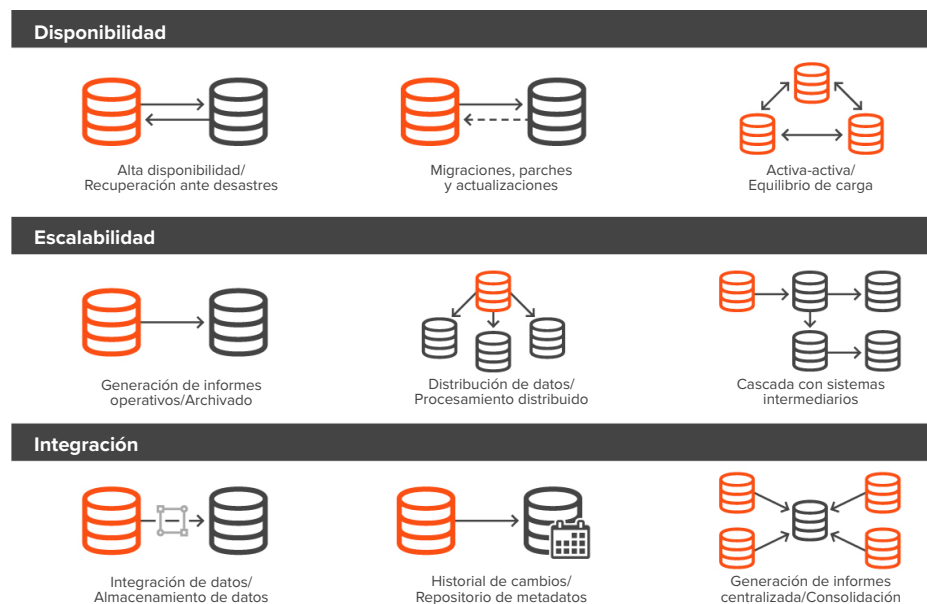 Disponibilidad
Alta disponibilidad/
Recuperación ante desastres
Migraciones, parches
y actualizaciones
Activa-activa/
Equilibrio de carga
Escalabilidad
Generación de informes
operativos/Archivado
Distribución de datos/
Procesamiento distribuido
Cascada con sistemas
intermediarios
Integración
Integración de datos/
Almacenamiento de datos
Historial de cambios/
Repositorio de metadatos
Generación de informes
centralizada/Consolidación